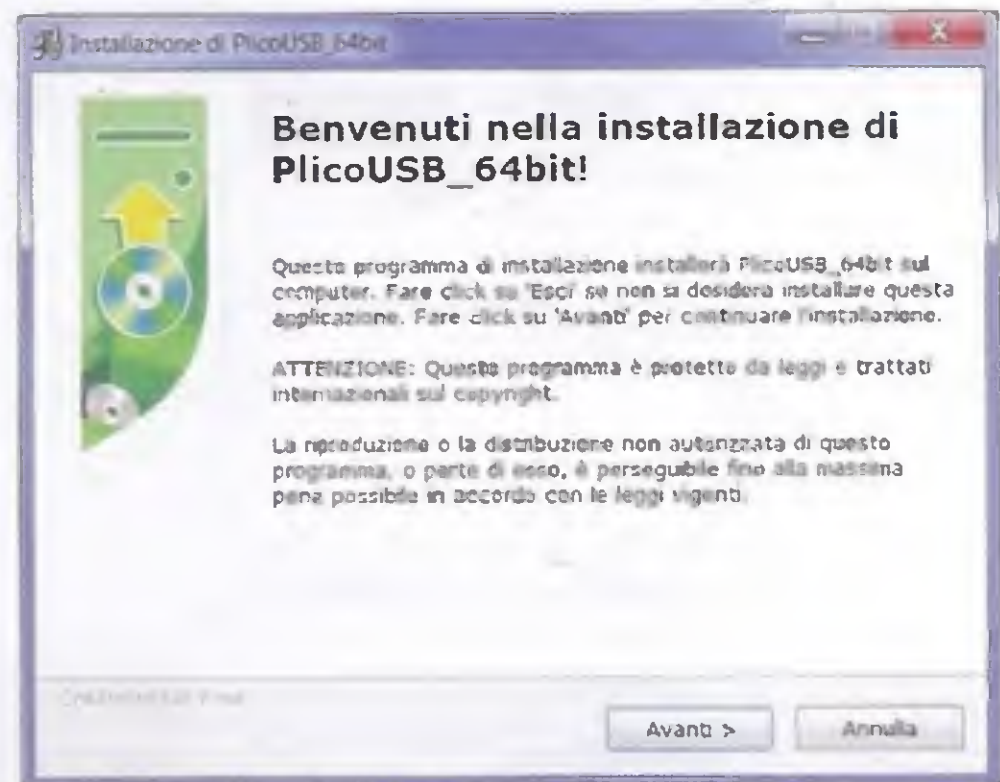 Installazione di PlicoUSB_64bit
Benvenuti nella installazione di
PlicoUSB_64bit!
Questo programma di installazione installerà PlicoUSB_64bit sul
computer. Fare click su 'Esci' se non si desidera installare questa
applicazione. Fare click su 'Avanti' per continuare l'installazione.
ATTENZIONE: Questo programma è protetto da leggi e trattati
internazionali sul copyright.
La riproduzione o la distribuzione non autorizzata di questo
programma, o parte di esso, è perseguibile fino alla massima
pena possibile in accordo con le leggi vigenti.
Avanti >
Annulla